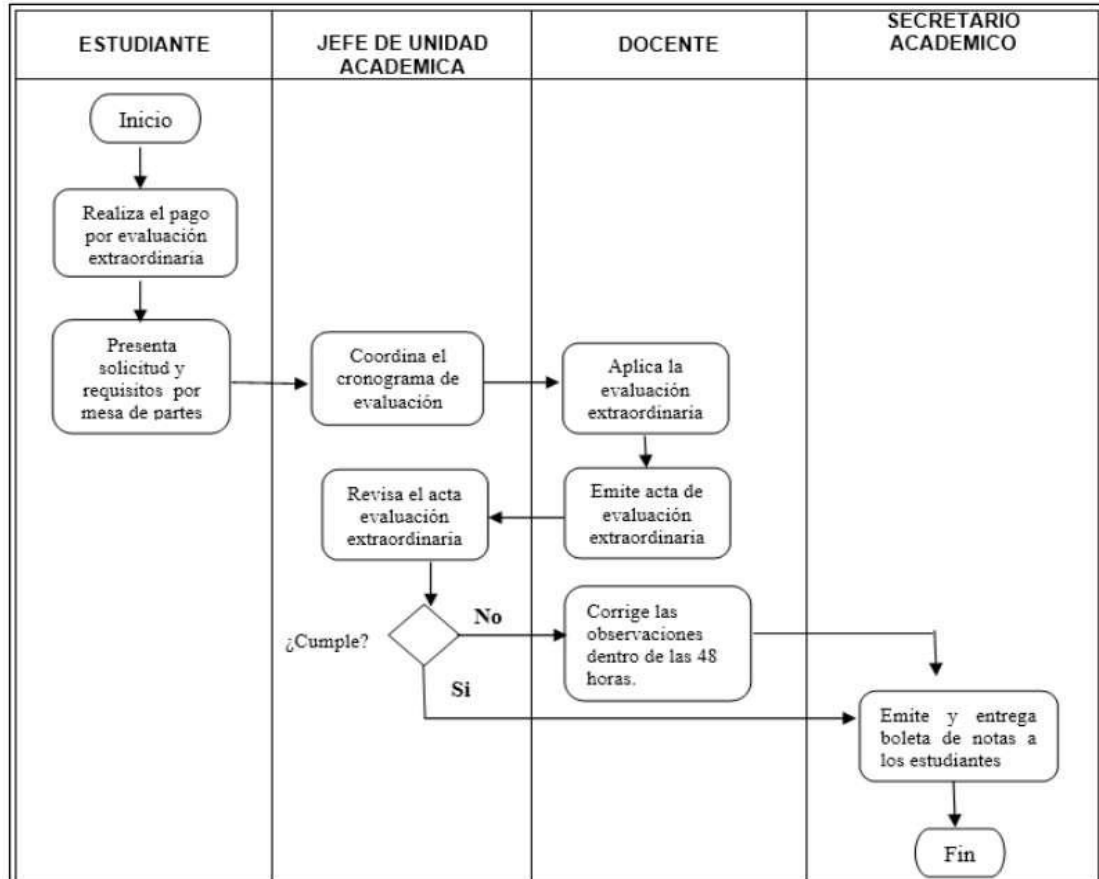 ESTUDIANTE
JEFE DE UNIDAD
ACADEMICA
DOCENTE
SECRETARIO
ACADEMICO
Inicio
Realiza el pago
por evaluación
extraordinaria
Presenta
solicitud y
requisitos por
mesa de partes
Coordina el
cronograma de
evaluación
Aplica la
evaluación
extraordinaria
Emite acta de
evaluación
extraordinaria
Revisa el acta
evaluación
extraordinaria
¿Cumple?
No
Si
Corrige las
observaciones
dentro de las 48
horas.
Emite y entrega
boleta de notas a
los estudiantes
Fin